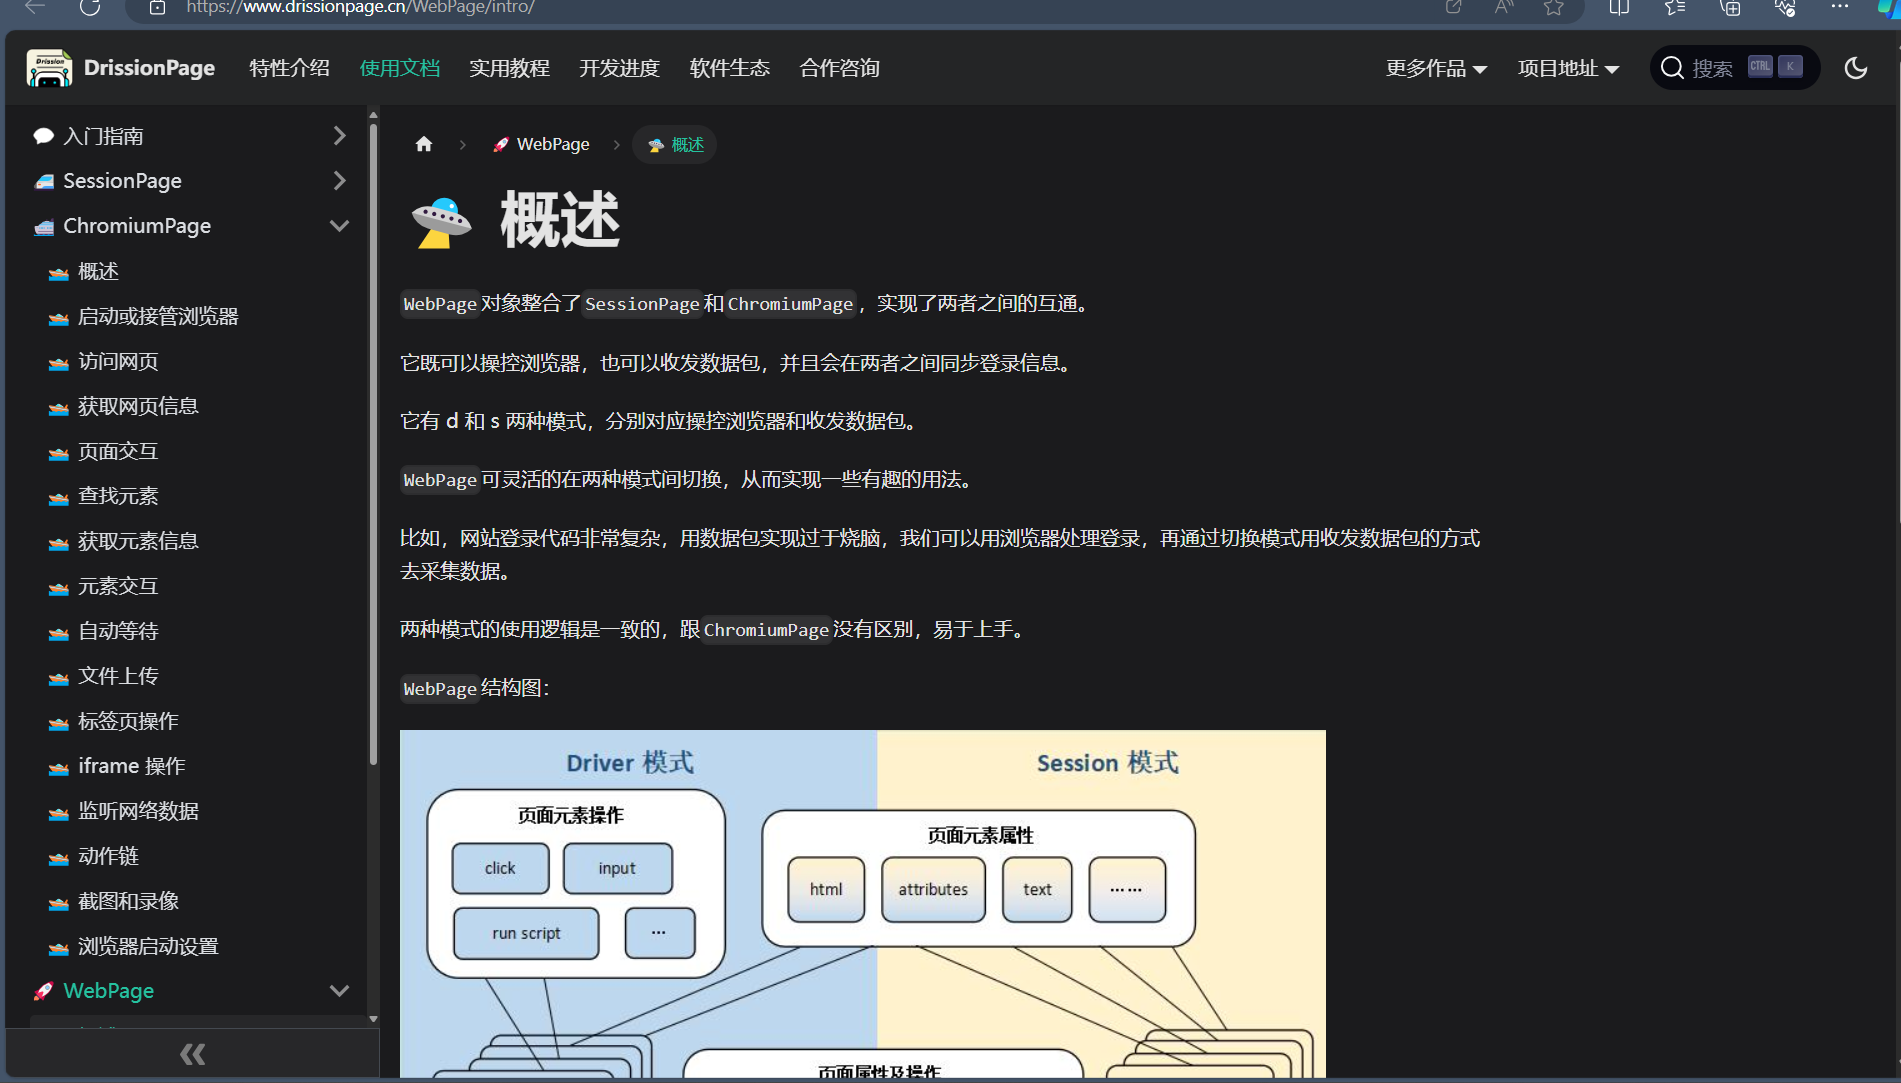 https://www.drissionpage.cn/WebPage/intro/
DrissionPage 特性介绍 使用文档 实用教程 开发进度 软件生态 合作咨询 更多作品 项目地址 搜索 CTRL K
入门指南
SessionPage
ChromiumPage
概述
启动或接管浏览器
访问网页
获取网页信息
页面交互
查找元素
获取元素信息
元素交互
自动等待
文件上传
标签页操作
iframe 操作
监听网络数据
动作链
截图和录像
浏览器启动设置
WebPage
WebPage 概述
概述
WebPage对象整合了SessionPage和ChromiumPage，实现了两者之间的互通。
它既可以操控浏览器，也可以收发数据包，并且会在两者之间同步登录信息。
它有 d 和 s 两种模式，分别对应操控浏览器和收发数据包。
WebPage可灵活的在两种模式间切换，从而实现一些有趣的用法。
比如，网站登录代码非常复杂，用数据包实现过于烧脑，我们可以用浏览器处理登录，再通过切换模式用收发数据包的方式
去采集数据。
两种模式的使用逻辑是一致的，跟ChromiumPage没有区别，易于上手。
WebPage结构图：
Driver 模式
Session 模式
页面元素操作
click input
run script ...
页面元素属性
html attributes text ……
页面属性及操作